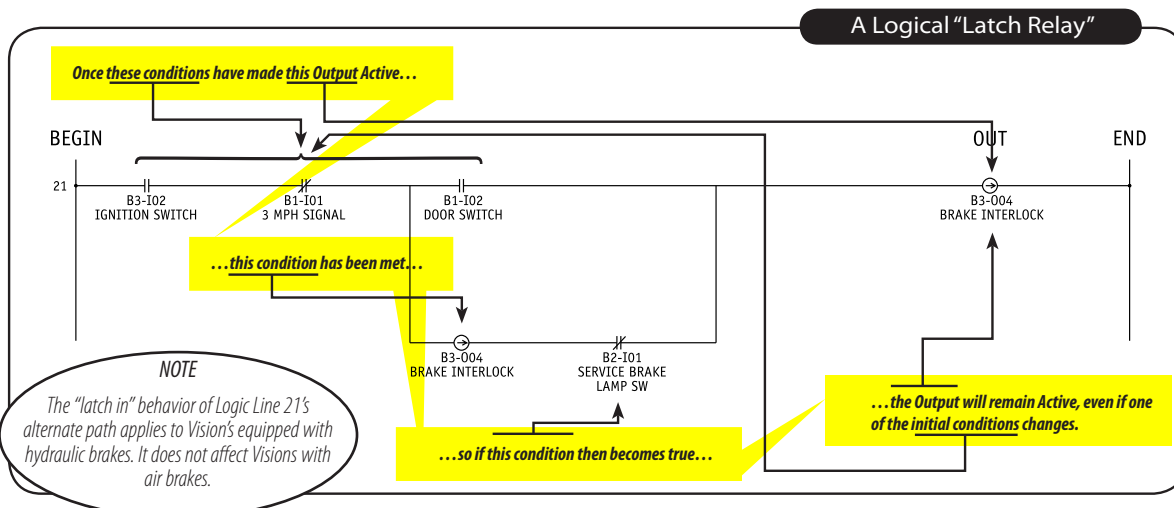 A Logical “Latch Relay”
Once these conditions have made this Output Active…
BEGIN
OUT
END
21
B3-I02
IGNITION SWITCH
B1-I01
3 MPH SIGNAL
B1-I02
DOOR SWITCH
B3-O04
BRAKE INTERLOCK
…this condition has been met…
B3-O04
BRAKE INTERLOCK
B2-I01
SERVICE BRAKE
LAMP SW
NOTE
The “latch in” behavior of Logic Line 21’s
alternate path applies to Vision’s equipped with
hydraulic brakes. It does not affect Visions with
air brakes.
…so if this condition then becomes true…
…the Output will remain Active, even if one
of the initial conditions changes.